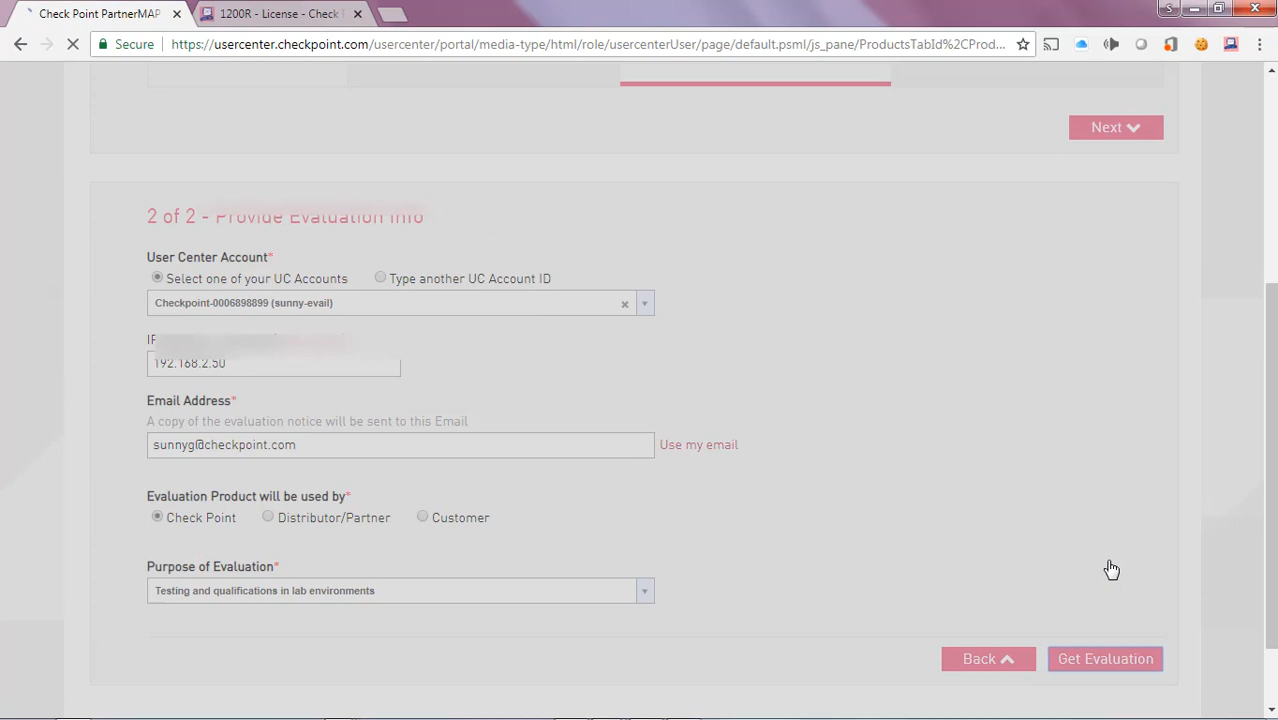 Check Point PartnerMAP
1200R - License - Check
S
Secure
https://usercenter.checkpoint.com/usercenter/portal/media-type/html/role/usercenterUser/page/default.psml/js_pane/ProductsTabId%2CProd...
Next
2 of 2 - Provide Evaluation Info
User Center Account*
Select one of your UC Accounts
Type another UC Account ID
Checkpoint-0006898899 (sunny-evail)
IP
192.168.2.50
Email Address*
A copy of the evaluation notice will be sent to this Email
sunnyg@checkpoint.com
Use my email
Evaluation Product will be used by*
Check Point
Distributor/Partner
Customer
Purpose of Evaluation*
Testing and qualifications in lab environments
Back
Get Evaluation